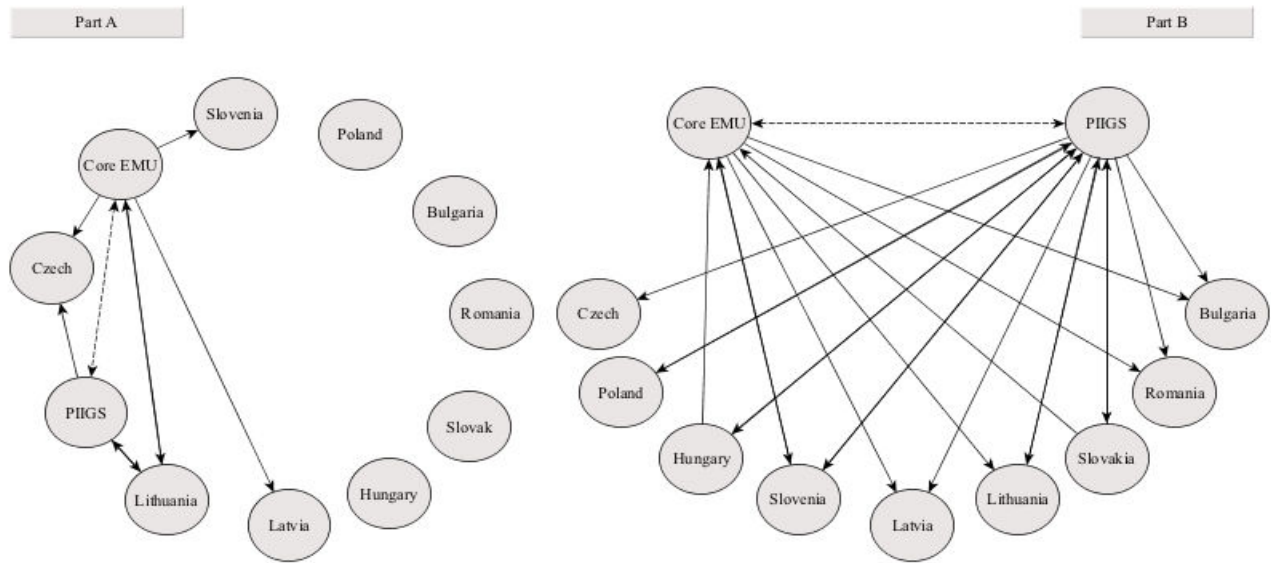 Part A
Part B
Slovenia
Poland
Core EMU
Bulgaria
Czech
Romania
PIIGS
Slovak
Lithuania
Hungary
Latvia
Core EMU
PIIGS
Czech
Bulgaria
Poland
Romania
Hungary
Slovakia
Slovenia
Lithuania
Latvia